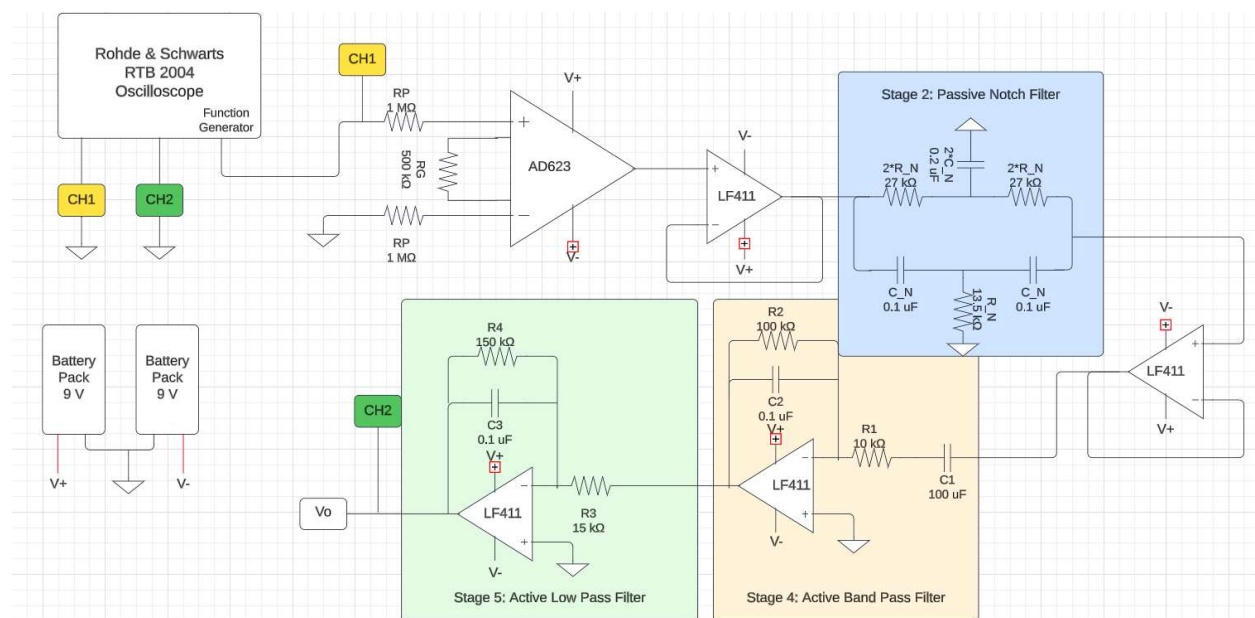 Rohde & Schwarts
RTB 2004
Oscilloscope
Function
Generator
CH1
CH2
CH1
RP
1 MΩ
RG
500 kΩ
RP
1 MΩ
+
−
AD623
V+
V-
+
−
LF411
V-
V+
Stage 2: Passive Notch Filter
2*C_N
0.2 uF
2*R_N
27 kΩ
2*R_N
27 kΩ
C_N
0.1 uF
R_N
13.5 kΩ
C_N
0.1 uF
V-
+
−
LF411
V+
Battery
Pack
9 V
Battery
Pack
9 V
V+
V-
R2
100 kΩ
C2
0.1 uF
V+
LF411
−
+
V-
R1
10 kΩ
C1
100 uF
Stage 4: Active Band Pass Filter
R4
150 kΩ
C3
0.1 uF
V+
LF411
−
+
V-
R3
15 kΩ
Stage 5: Active Low Pass Filter
CH2
Vo